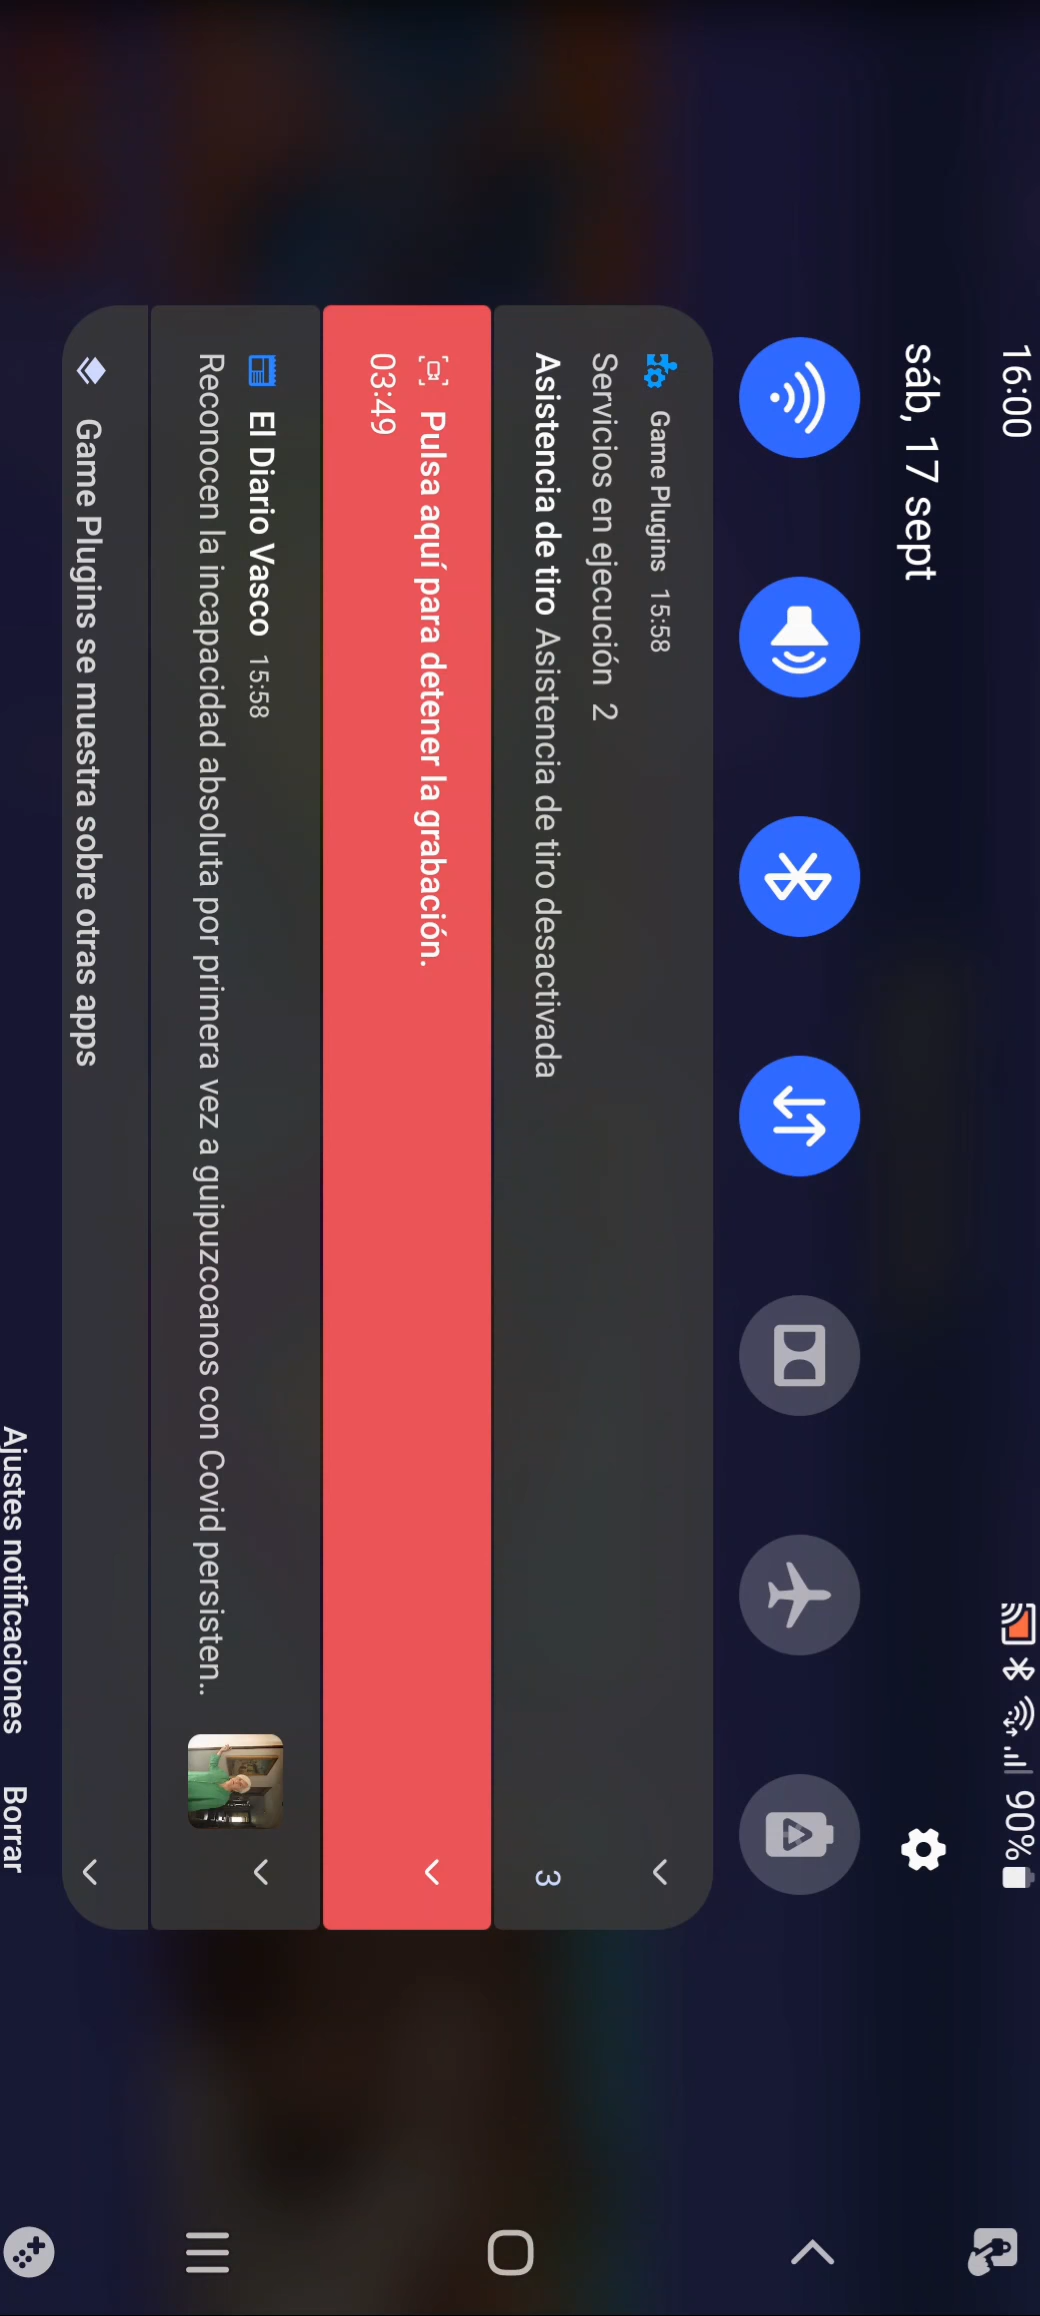 16:00
90%
sáb, 17 sept
Game Plugins 15:58
Servicios en ejecución 2
Asistencia de tiro Asistencia de tiro desactivada
3
Pulsa aquí para detener la grabación.
03:49
El Diario Vasco 15:58
Reconocen la incapacidad absoluta por primera vez a guipuzcoanos con Covid persisten..
Game Plugins se muestra sobre otras apps
Ajustes notificaciones Borrar